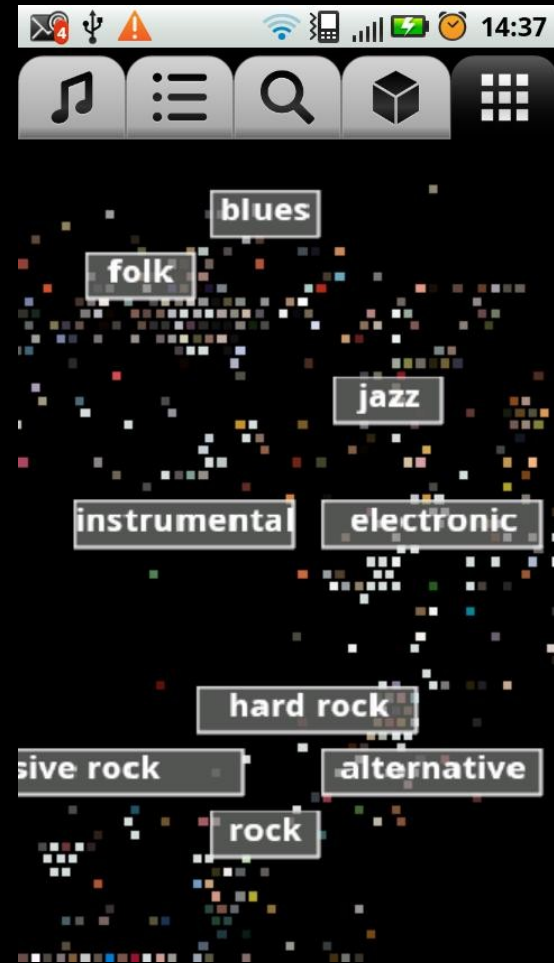 4
14:37
blues
folk
jazz
instrumental
electronic
hard rock
sive rock
alternative
rock